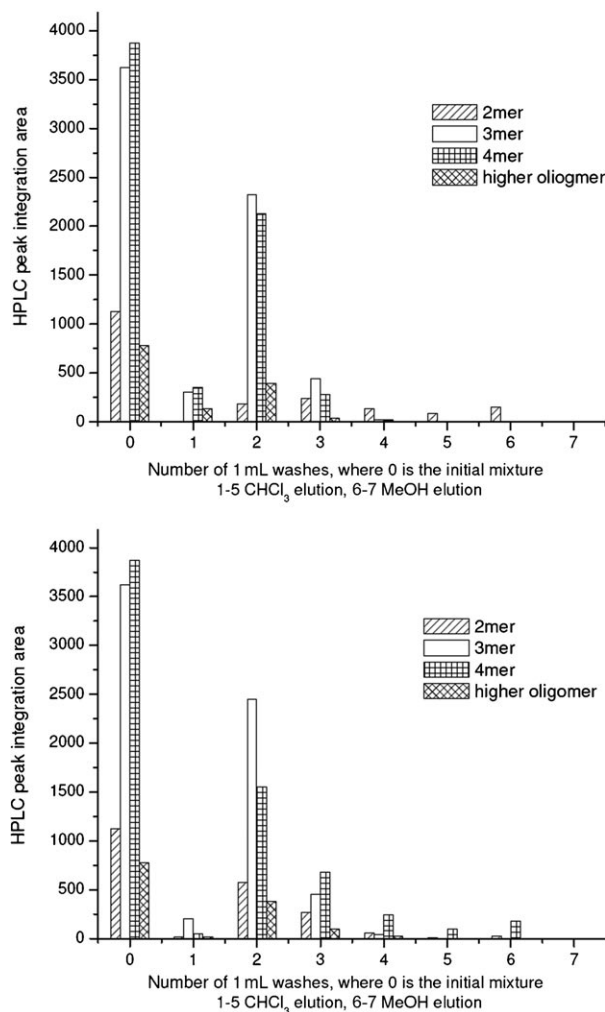 4000
3500
3000
2500
2000
1500
1000
500
0
HPLC peak integration area
2mer
3mer
4mer
higher oliogmer
0 1 2 3 4 5 6 7
Number of 1 mL washes, where 0 is the initial mixture
1-5 CHCl3 elution, 6-7 MeOH elution
4000
3500
3000
2500
2000
1500
1000
500
0
HPLC peak integration area
2mer
3mer
4mer
higher oligomer
0 1 2 3 4 5 6 7
Number of 1 mL washes, where 0 is the initial mixture
1-5 CHCl3 elution, 6-7 MeOH elution